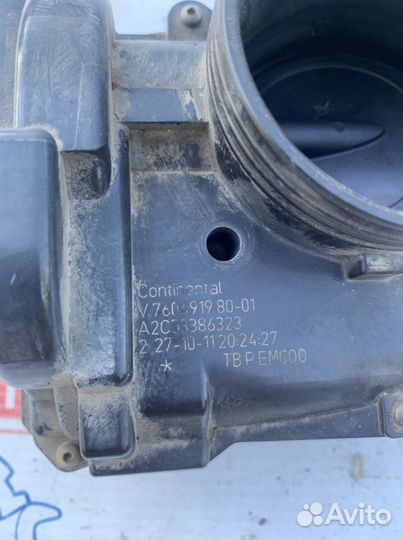 Continental
V 760 919 80-01
A2C53386323
2 27-10-11 20:24:27
* TB P EMC00
Avito